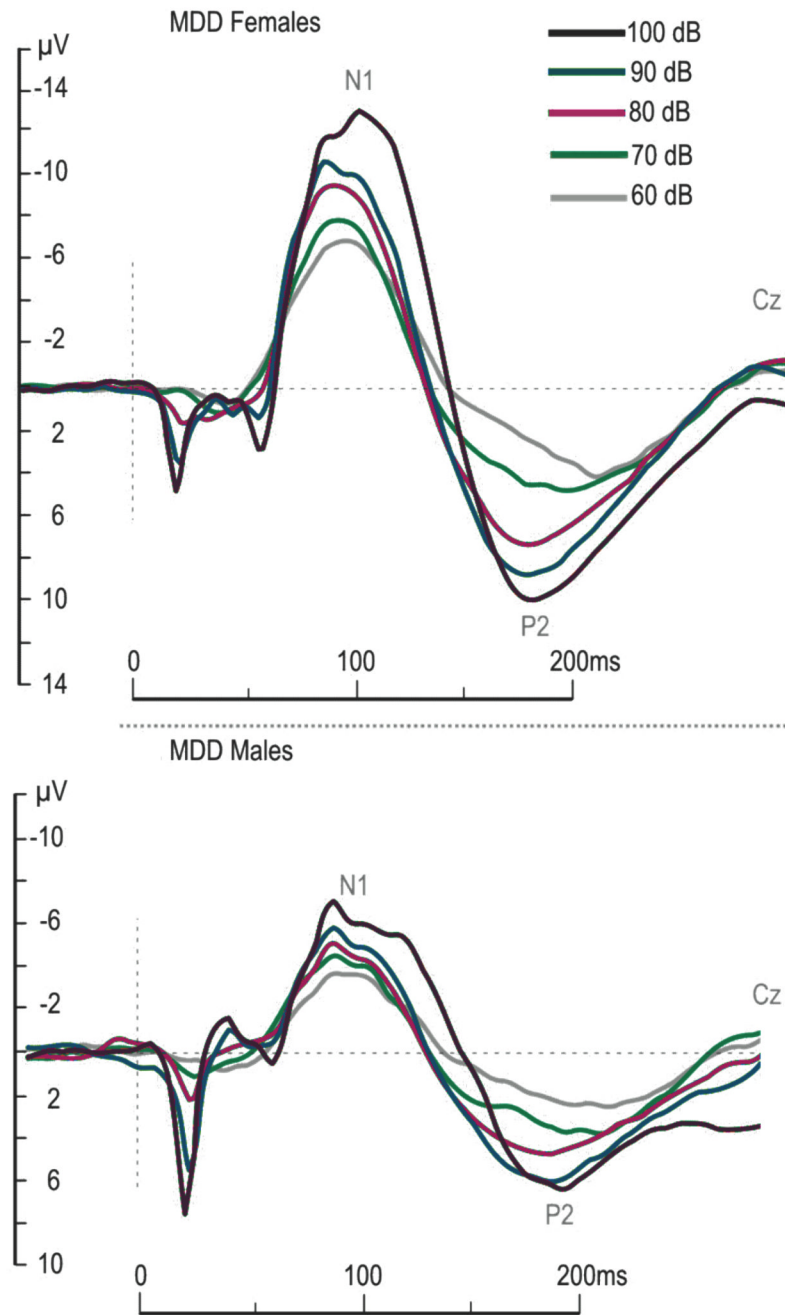 MDD Females
µV
100 dB
90 dB
80 dB
70 dB
60 dB
N1
-14
-10
-6
-2
2
6
10
14
Cz
P2
0 100 200ms
MDD Males
µV
-10
-6
-2
2
6
10
N1
Cz
P2
0 100 200ms